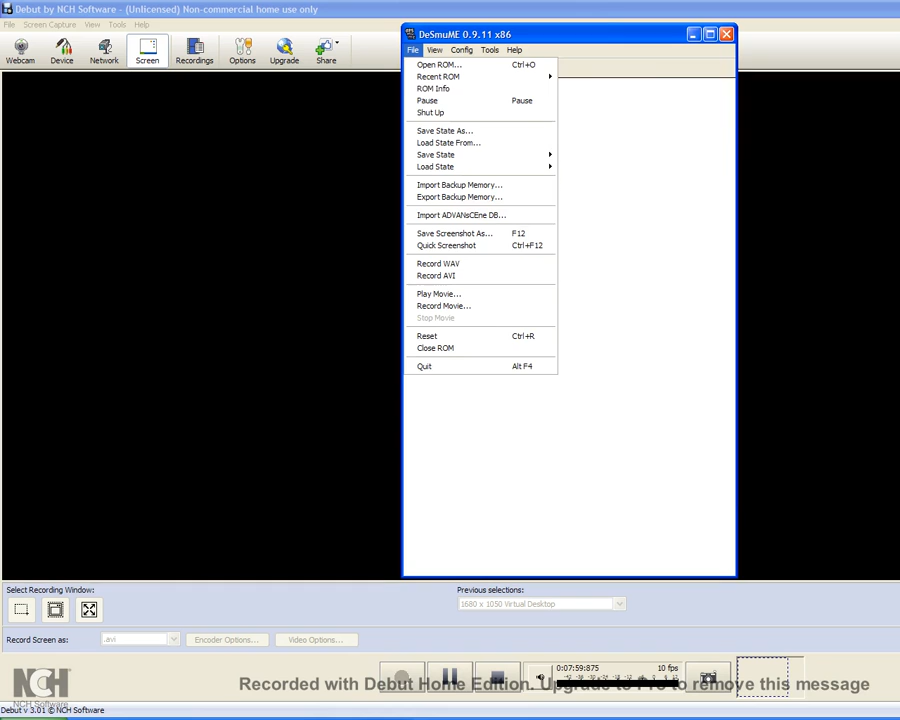 Debut by NCH Software - (Unlicensed) Non-commercial home use only
File Screen Capture View Tools Help
Webcam Device Network Screen Recordings Options Upgrade Share
DeSmuME 0.9.11 x86
File View Config Tools Help
Open ROM... Ctrl+O
Recent ROM
ROM Info
Pause Pause
Shut Up
Save State As...
Load State From...
Save State
Load State
Import Backup Memory...
Export Backup Memory...
Import ADVANsCEne DB...
Save Screenshot As... F12
Quick Screenshot Ctrl+F12
Record WAV
Record AVI
Play Movie...
Record Movie...
Stop Movie
Reset Ctrl+R
Close ROM
Quit Alt F4
Select Recording Window:
Previous selections:
1680 x 1050 Virtual Desktop
Record Screen as: .avi Encoder Options... Video Options...
0:07:59:875 10 fps
NCH
NCH Software
Recorded with Debut Home Edition. Upgrade to Pro to remove this message
Debut v 3.01 © NCH Software